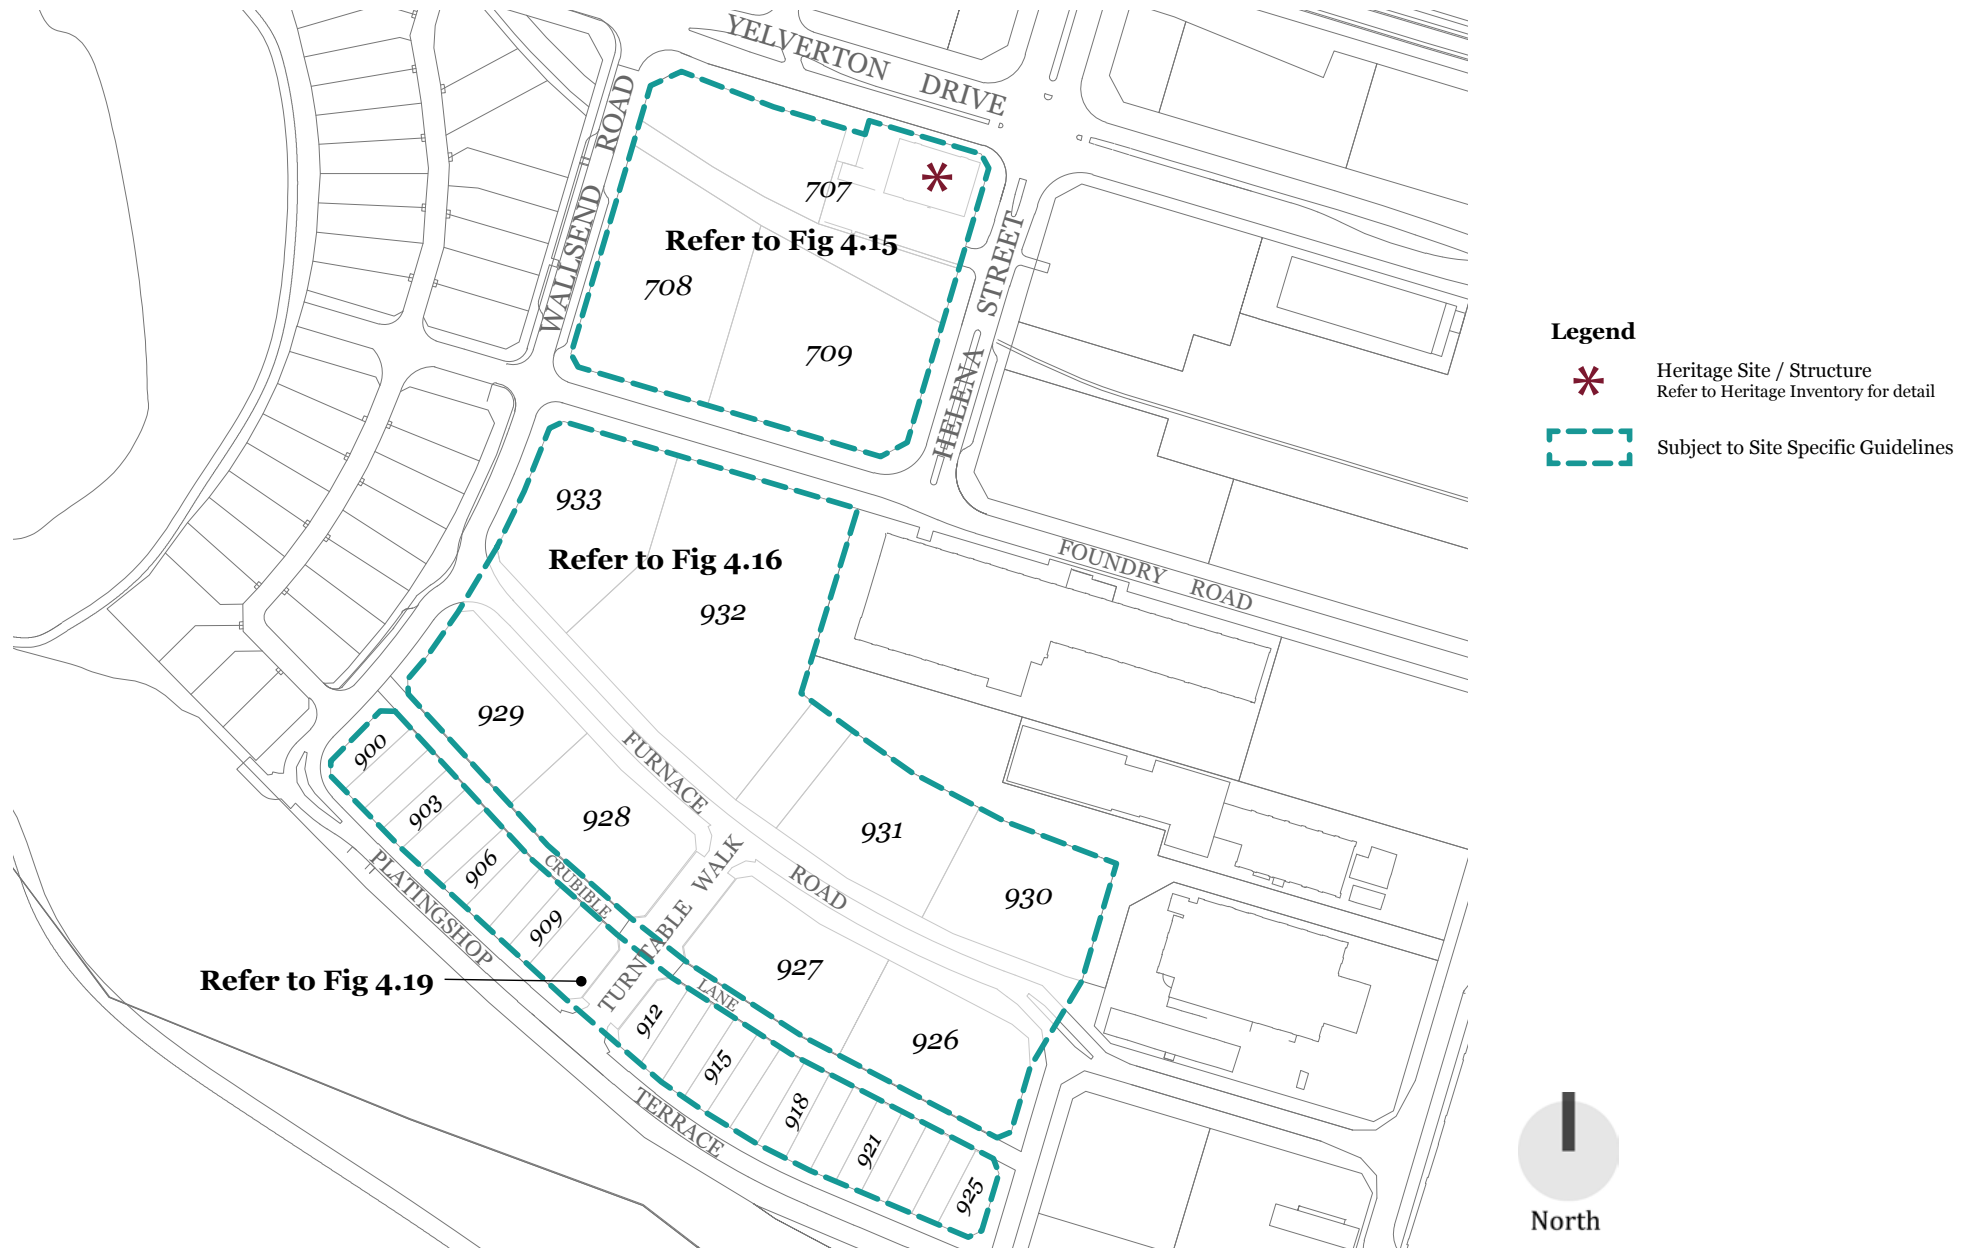 YELVERTON DRIVE
WALLSEND ROAD
707
Refer to Fig 4.15
708
709
HELENA STREET
Legend
Heritage Site / Structure
Refer to Heritage Inventory for detail
Subject to Site Specific Guidelines
933
Refer to Fig 4.16
932
FOUNDRY ROAD
929
FURNACE ROAD
928
931
930
900
903
906
909
CRUBIBLE LANE
PLATINGSHOP TERRACE
TURNTABLE WALK
927
926
Refer to Fig 4.19
912
915
918
921
925
North